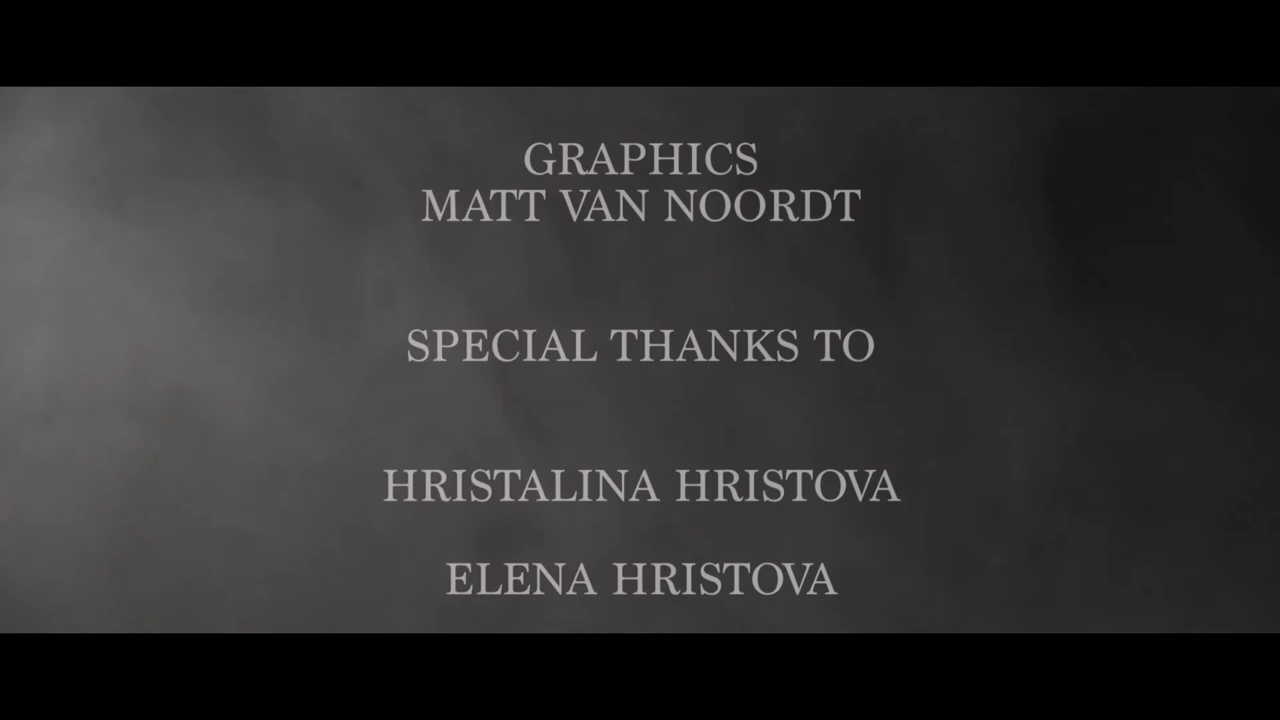 GRAPHICS
MATT VAN NOORDT
SPECIAL THANKS TO
HRISTALINA HRISTOVA
ELENA HRISTOVA